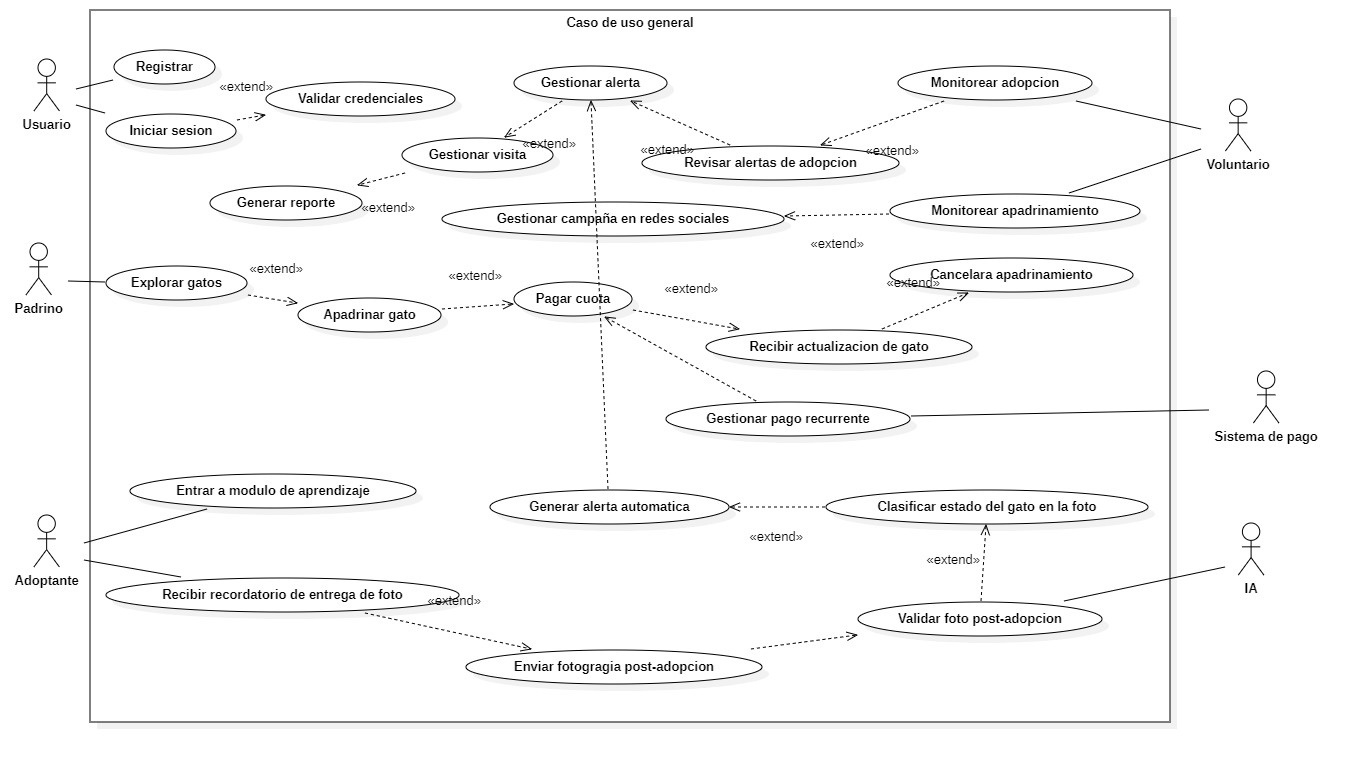 Caso de uso general
Registrar
Usuario
«extend»
Validar credenciales
Iniciar sesion
Gestionar alerta
Monitorear adopcion
Voluntario
«extend»
Gestionar visita
«extend»
Revisar alertas de adopcion
«extend»
Generar reporte
«extend»
Gestionar campaña en redes sociales
Monitorear apadrinamiento
«extend»
Padrino
Explorar gatos
«extend»
Apadrinar gato
«extend»
Pagar cuota
«extend»
Cancelara apadrinamiento
«extend»
Recibir actualizacion de gato
Gestionar pago recurrente
Sistema de pago
Entrar a modulo de aprendizaje
Generar alerta automatica
Clasificar estado del gato en la foto
«extend»
«extend»
Adoptante
IA
Recibir recordatorio de entrega de foto
«extend»
Validar foto post-adopcion
Enviar fotogragia post-adopcion